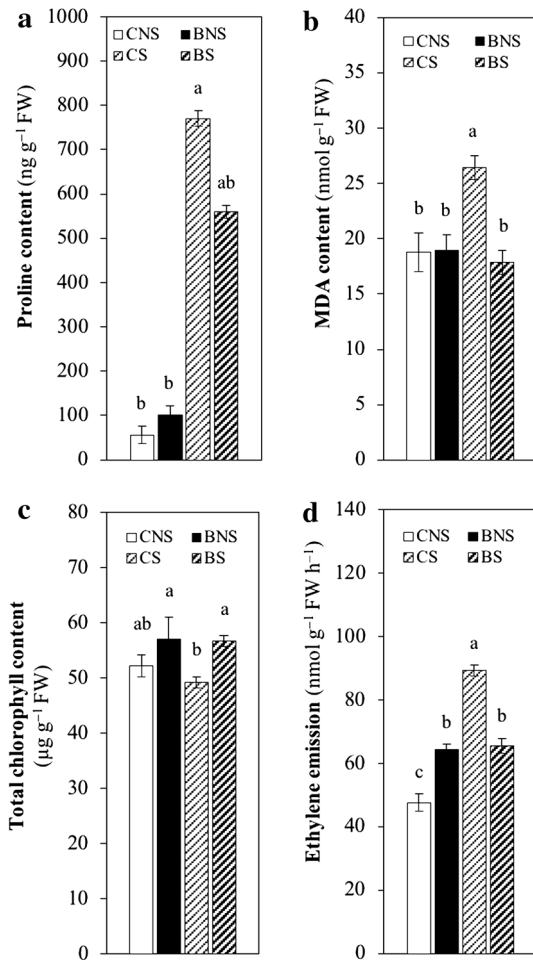 a
Proline content (ng g⁻¹ FW)
1000
900
800
700
600
500
400
300
200
100
0
CNS BNS
CS BS
b
b
a
ab
b
MDA content (nmol g⁻¹ FW)
40
35
30
25
20
15
10
5
0
CNS BNS
CS BS
b
b
a
b
c
Total chlorophyll content
(µg g⁻¹ FW)
80
70
60
50
40
30
20
10
0
CNS BNS
CS BS
ab
a
b
a
d
Ethylene emission (nmol g⁻¹ FW h⁻¹)
140
120
100
80
60
40
20
0
CNS BNS
CS BS
c
b
a
b